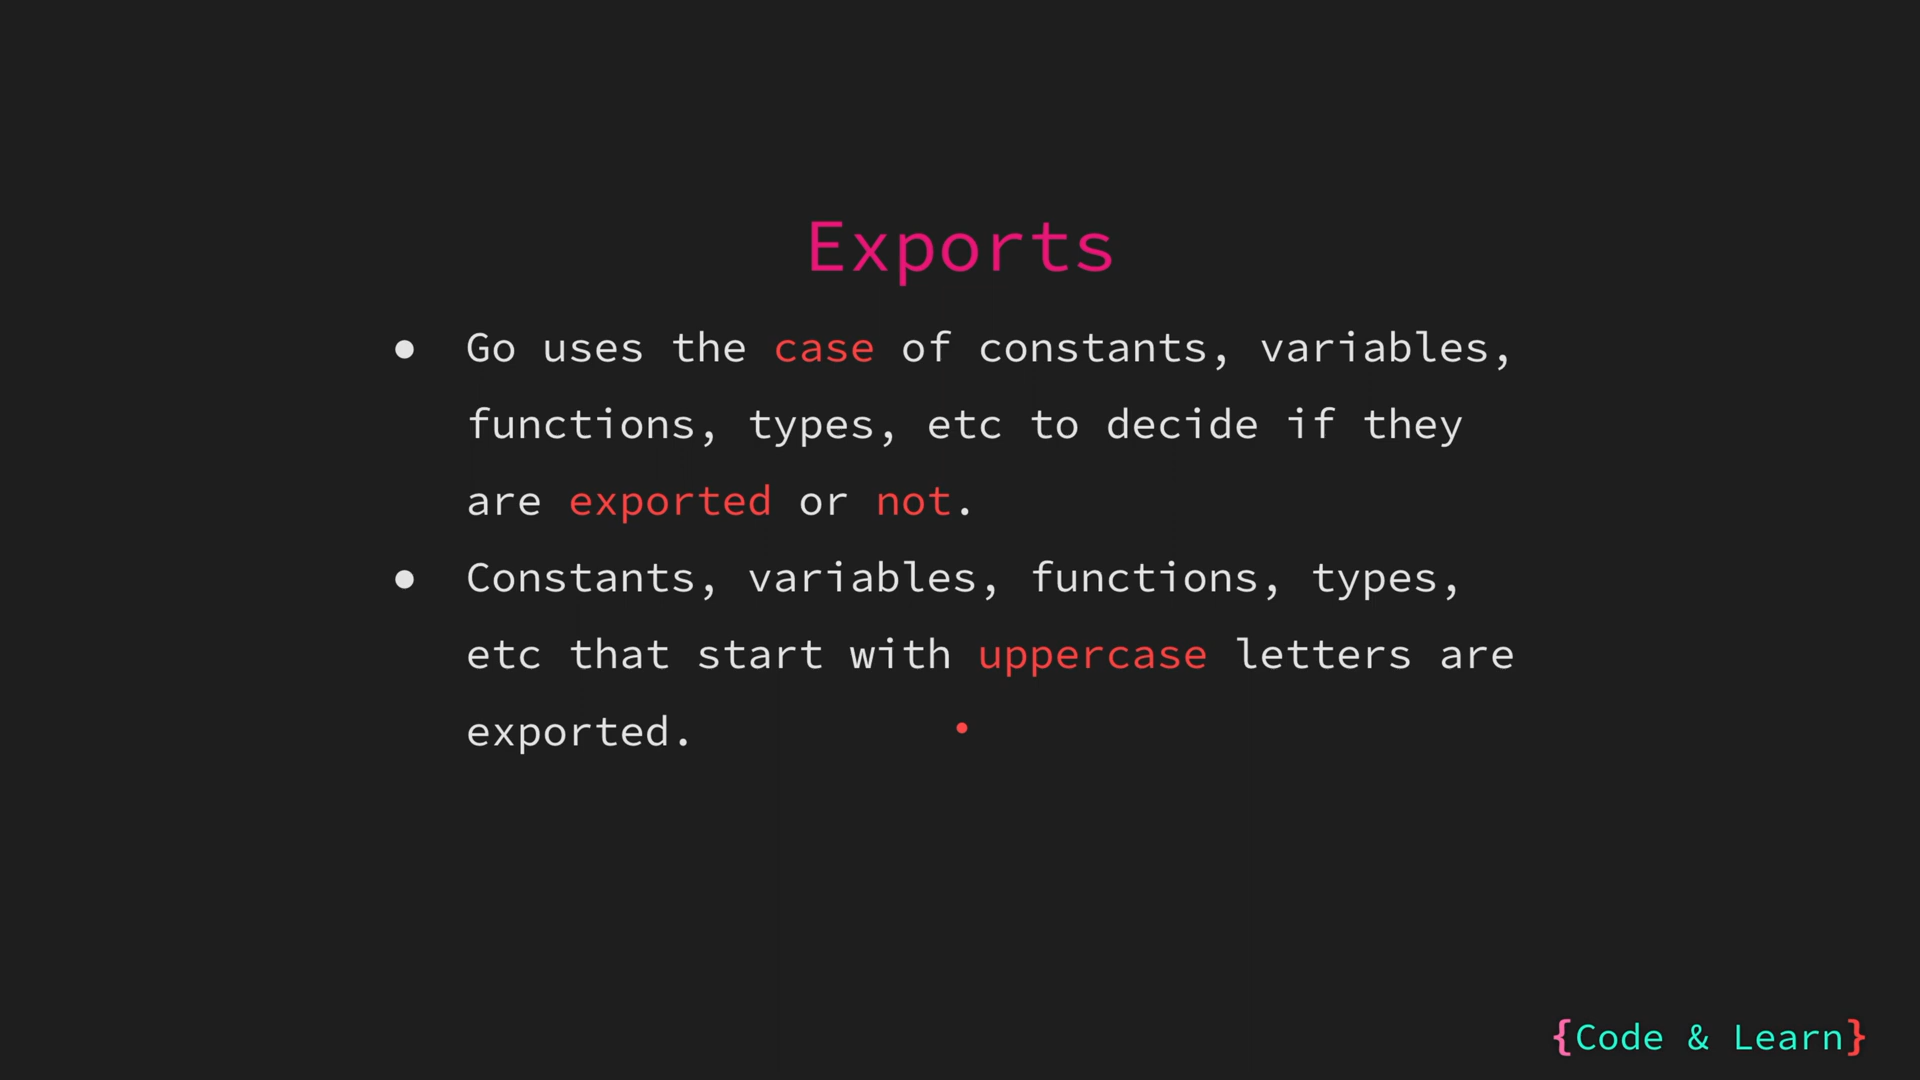 Exports
● Go uses the case of constants, variables,
functions, types, etc to decide if they
are exported or not.
● Constants, variables, functions, types,
etc that start with uppercase letters are
exported.
{Code & Learn}